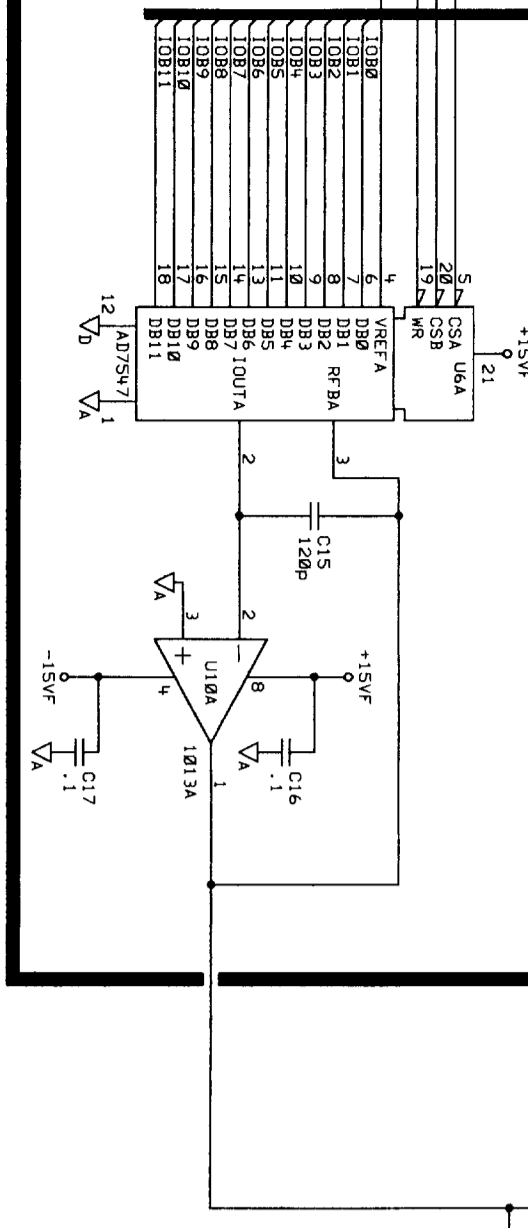 +15VF
21
5 CSA U6A
20 CSB
19 WR
4 VREFA
IOB0 6 DB0
IOB1 7 DB1
RFBA 3
IOB2 8 DB2
IOB3 9 DB3
IOB4 10 DB4
IOB5 11 DB5
IOB6 13 DB6 IOUTA 2
IOB7 14 DB7
IOB8 15 DB8
IOB9 16 DB9
IOB10 17 DB10
IOB11 18 DB11
AD7547
12
D
1
A
C15
120p
+15VF
C16
.1
A
8
2 −
U10A
1
3 +
A
1013A
4
-15VF
C17
.1
A